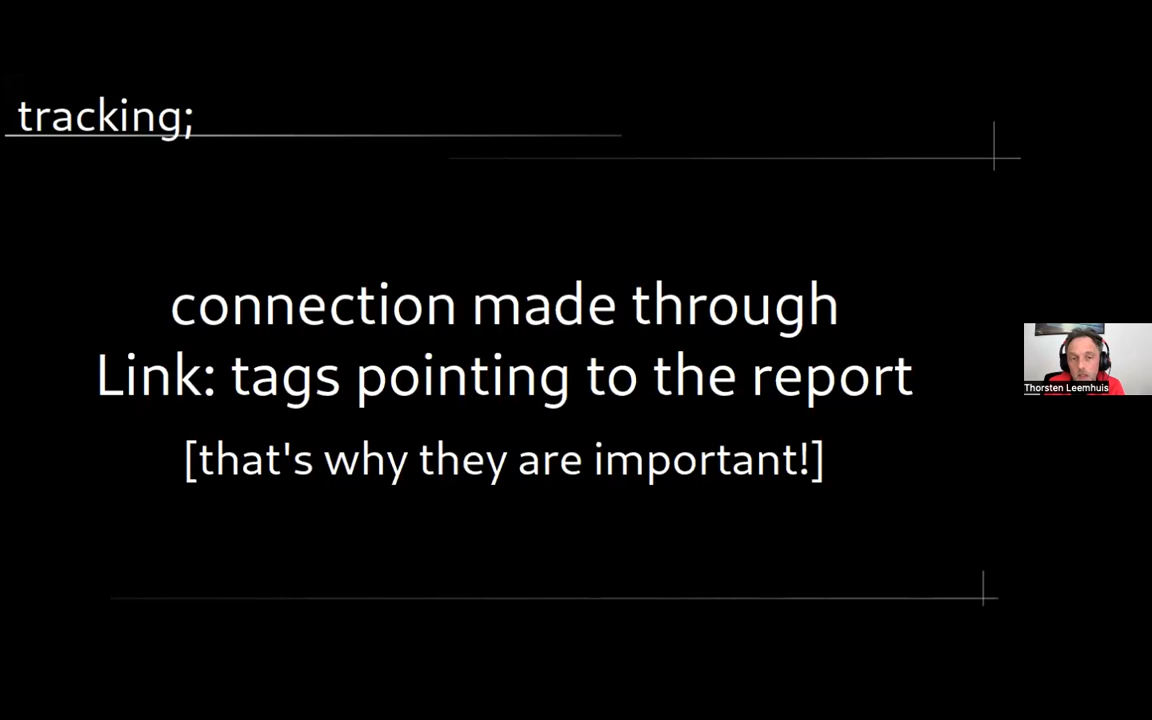 tracking;
connection made through
Link: tags pointing to the report
[that's why they are important!]
Thorsten Leemhuis